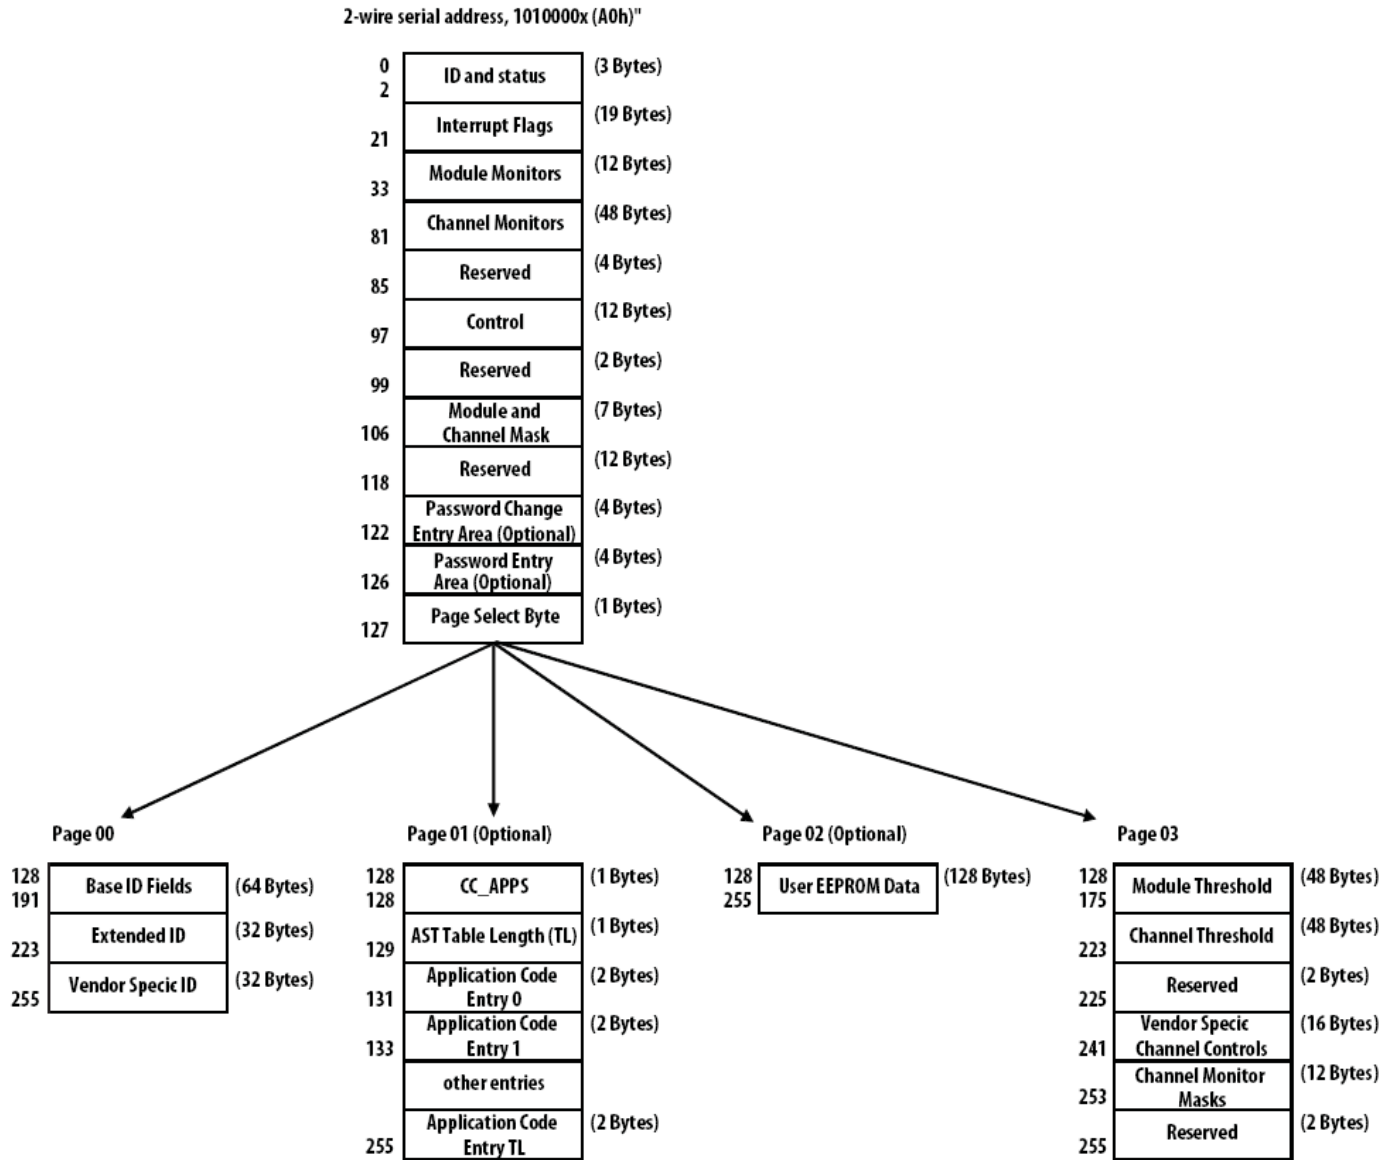 2-wire serial address, 1010000x (A0h)"
0
2
ID and status
(3 Bytes)
21
Interrupt Flags
(19 Bytes)
33
Module Monitors
(12 Bytes)
81
Channel Monitors
(48 Bytes)
85
Reserved
(4 Bytes)
97
Control
(12 Bytes)
99
Reserved
(2 Bytes)
106
Module and
Channel Mask
(7 Bytes)
118
Reserved
(12 Bytes)
122
Password Change
Entry Area (Optional)
(4 Bytes)
126
Password Entry
Area (Optional)
(4 Bytes)
127
Page Select Byte
(1 Bytes)
Page 00
128
191
Base ID Fields
(64 Bytes)
223
Extended ID
(32 Bytes)
255
Vendor Specic ID
(32 Bytes)
Page 01 (Optional)
128
128
CC_APPS
(1 Bytes)
129
AST Table Length (TL)
(1 Bytes)
131
Application Code
Entry 0
(2 Bytes)
133
Application Code
Entry 1
(2 Bytes)
other entries
255
Application Code
Entry TL
(2 Bytes)
Page 02 (Optional)
128
255
User EEPROM Data
(128 Bytes)
Page 03
128
175
Module Threshold
(48 Bytes)
223
Channel Threshold
(48 Bytes)
225
Reserved
(2 Bytes)
241
Vendor Specic
Channel Controls
(16 Bytes)
253
Channel Monitor
Masks
(12 Bytes)
255
Reserved
(2 Bytes)